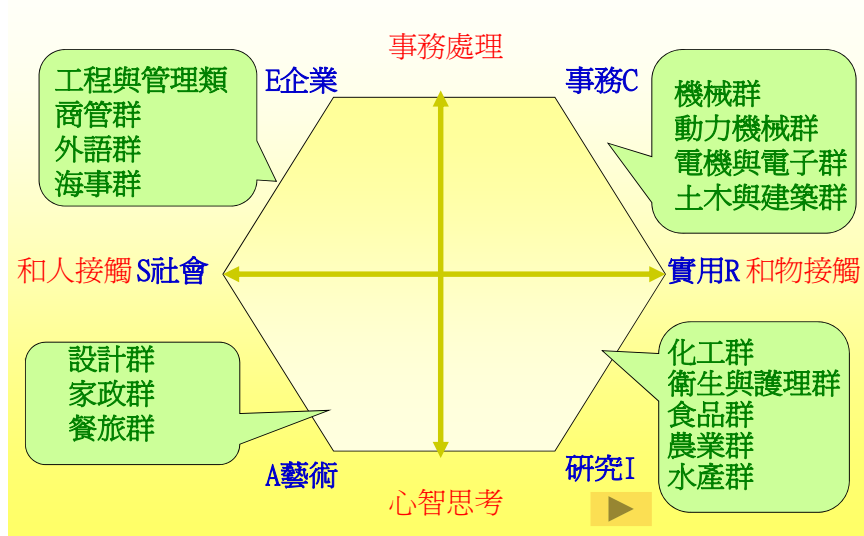 事務處理
E企業
事務C
工程與管理類
商管群
外語群
海事群
機械群
動力機械群
電機與電子群
土木與建築群
和人接觸
S社會
實用R
和物接觸
設計群
家政群
餐旅群
化工群
衛生與護理群
食品群
農業群
水產群
A藝術
研究I
心智思考